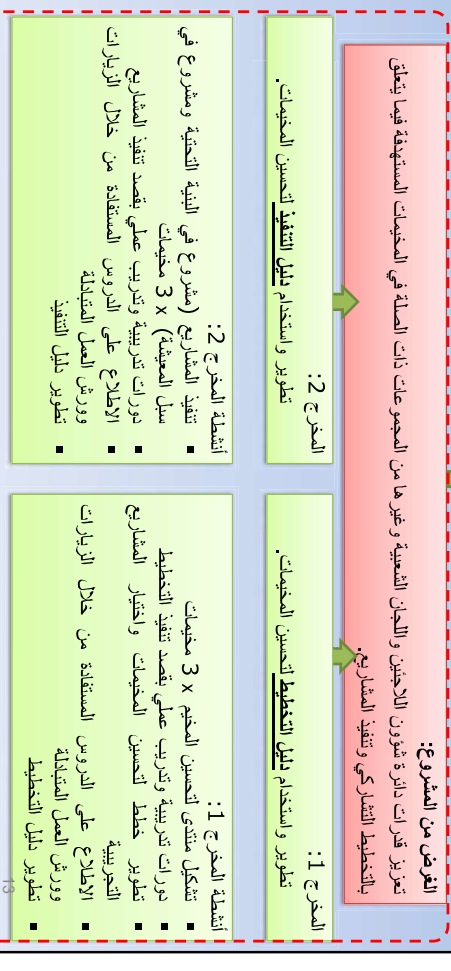 الغرض من المشروع:
تعزيز قدرات دائرة شؤون اللاجئين واللجان الشعبية وغيرها من المجموعات ذات الصلة في المخيمات المستهدفة فيما يتعلق
بالتخطيط التشاركي وتنفيذ المشاريع.
المخرج 1:
تطوير واستخدام دليل التخطيط لتحسين المخيمات.
المخرج 2:
تطوير واستخدام دليل التنفيذ لتحسين المخيمات.
أنشطة المخرج 1:
▪ تشكيل منتدى لتحسين المخيم x 3 مخيمات
▪ دورات تدريبية وتدريب عملي بقصد تنفيذ التخطيط
▪ تطوير خطط لتحسين المخيمات واختيار المشاريع
التجريبية
▪ الاطلاع على الدروس المستفادة من خلال الزيارات
وورش العمل المتبادلة
▪ تطوير دليل التخطيط
أنشطة المخرج 2:
▪ تنفيذ المشاريع (مشروع في البنية التحتية ومشروع في
سبل المعيشة) x 3 مخيمات
▪ دورات تدريبية وتدريب عملي بقصد تنفيذ المشاريع
▪ الاطلاع على الدروس المستفادة من خلال الزيارات
وورش العمل المتبادلة
▪ تطوير دليل التنفيذ
13